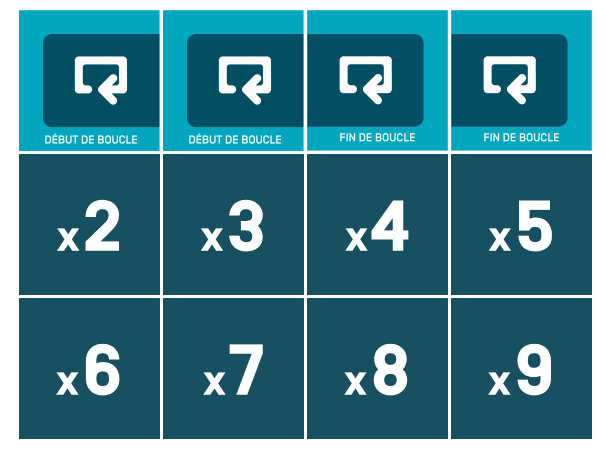 DÉBUT DE BOUCLE
DÉBUT DE BOUCLE
FIN DE BOUCLE
FIN DE BOUCLE
x2
x3
x4
x5
x6
x7
x8
x9